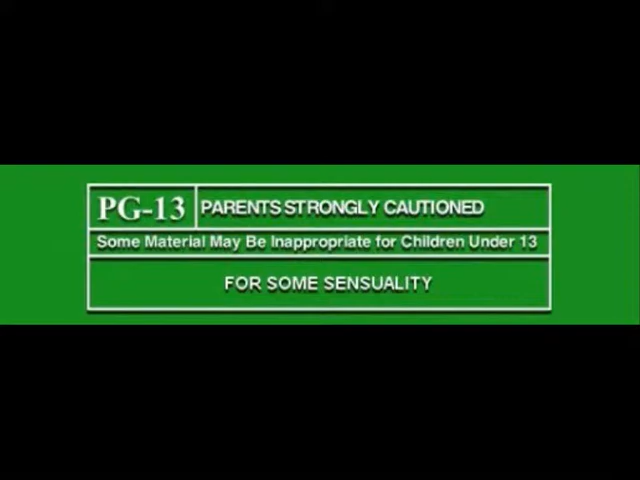 PG-13 PARENTS STRONGLY CAUTIONED
Some Material May Be Inappropriate for Children Under 13
FOR SOME SENSUALITY